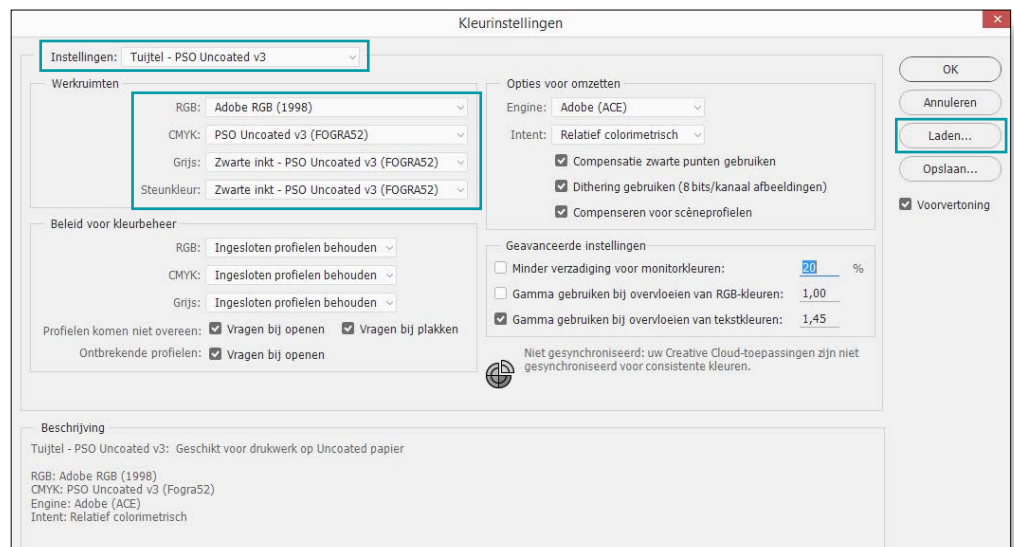 Kleurinstellingen
Instellingen: Tuijtel - PSO Uncoated v3
Werkruimten
RGB: Adobe RGB (1998)
CMYK: PSO Uncoated v3 (FOGRA52)
Grijs: Zwarte inkt - PSO Uncoated v3 (FOGRA52)
Steunkleur: Zwarte inkt - PSO Uncoated v3 (FOGRA52)
Beleid voor kleurbeheer
RGB: Ingesloten profielen behouden
CMYK: Ingesloten profielen behouden
Grijs: Ingesloten profielen behouden
Profielen komen niet overeen: Vragen bij openen Vragen bij plakken
Ontbrekende profielen: Vragen bij openen
Opties voor omzetten
Engine: Adobe (ACE)
Intent: Relatief colorimetrisch
Compensatie zwarte punten gebruiken
Dithering gebruiken (8 bits/kanaal afbeeldingen)
Compenseren voor scèneprofielen
Geavanceerde instellingen
Minder verzadiging voor monitorkleuren: 20 %
Gamma gebruiken bij overvloeien van RGB-kleuren: 1,00
Gamma gebruiken bij overvloeien van tekstkleuren: 1,45
Niet gesynchroniseerd: uw Creative Cloud-toepassingen zijn niet
gesynchroniseerd voor consistente kleuren.
OK
Annuleren
Laden...
Opslaan...
Voorvertoning
Beschrijving
Tuijtel - PSO Uncoated v3: Geschikt voor drukwerk op Uncoated papier
RGB: Adobe RGB (1998)
CMYK: PSO Uncoated v3 (Fogra52)
Engine: Adobe (ACE)
Intent: Relatief colorimetrisch